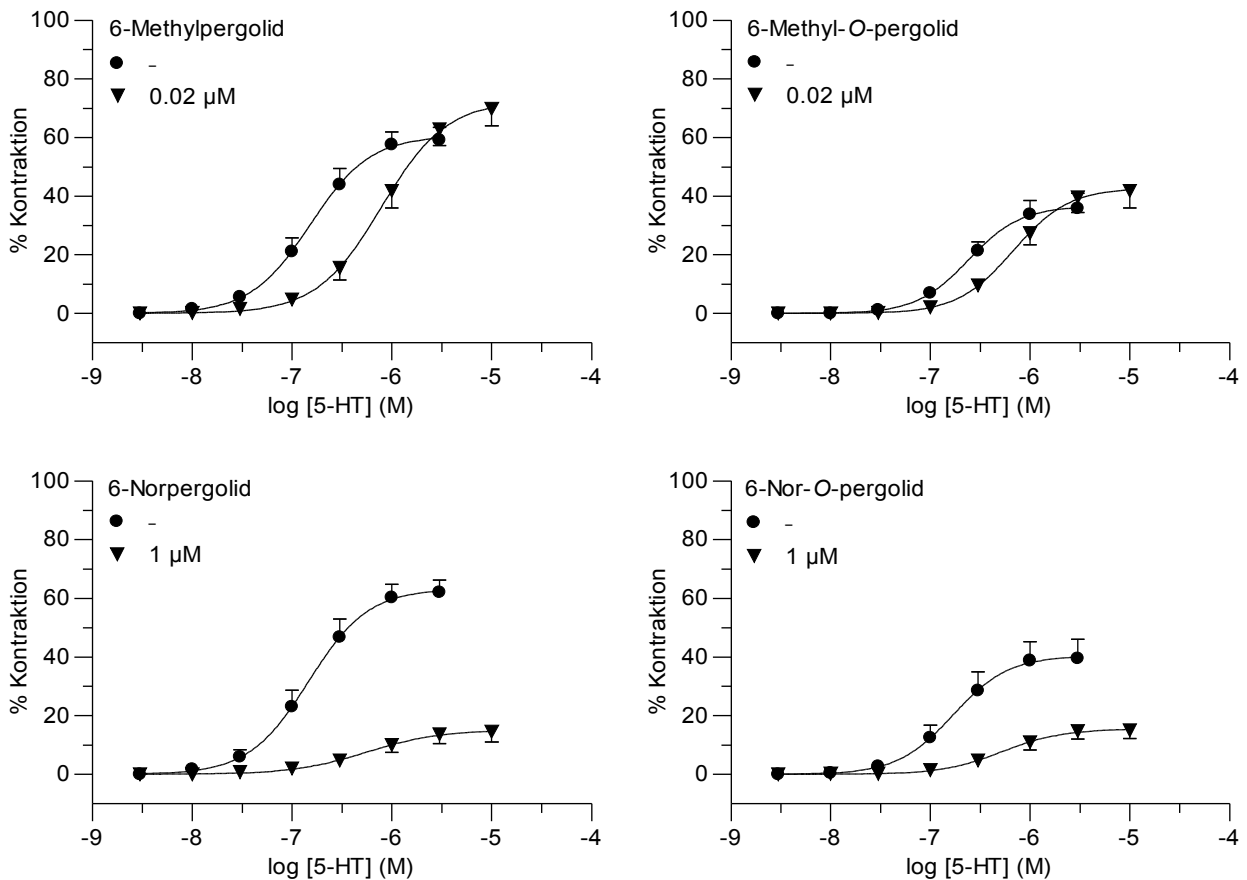 100
80
60
40
20
0
% Kontraktion
6-Methylpergolid
–
0.02 µM
-9 -8 -7 -6 -5 -4
log [5-HT] (M)
100
80
60
40
20
0
% Kontraktion
6-Methyl-O-pergolid
–
0.02 µM
-9 -8 -7 -6 -5 -4
log [5-HT] (M)
100
80
60
40
20
0
% Kontraktion
6-Norpergolid
–
1 µM
-9 -8 -7 -6 -5 -4
log [5-HT] (M)
100
80
60
40
20
0
% Kontraktion
6-Nor-O-pergolid
–
1 µM
-9 -8 -7 -6 -5 -4
log [5-HT] (M)